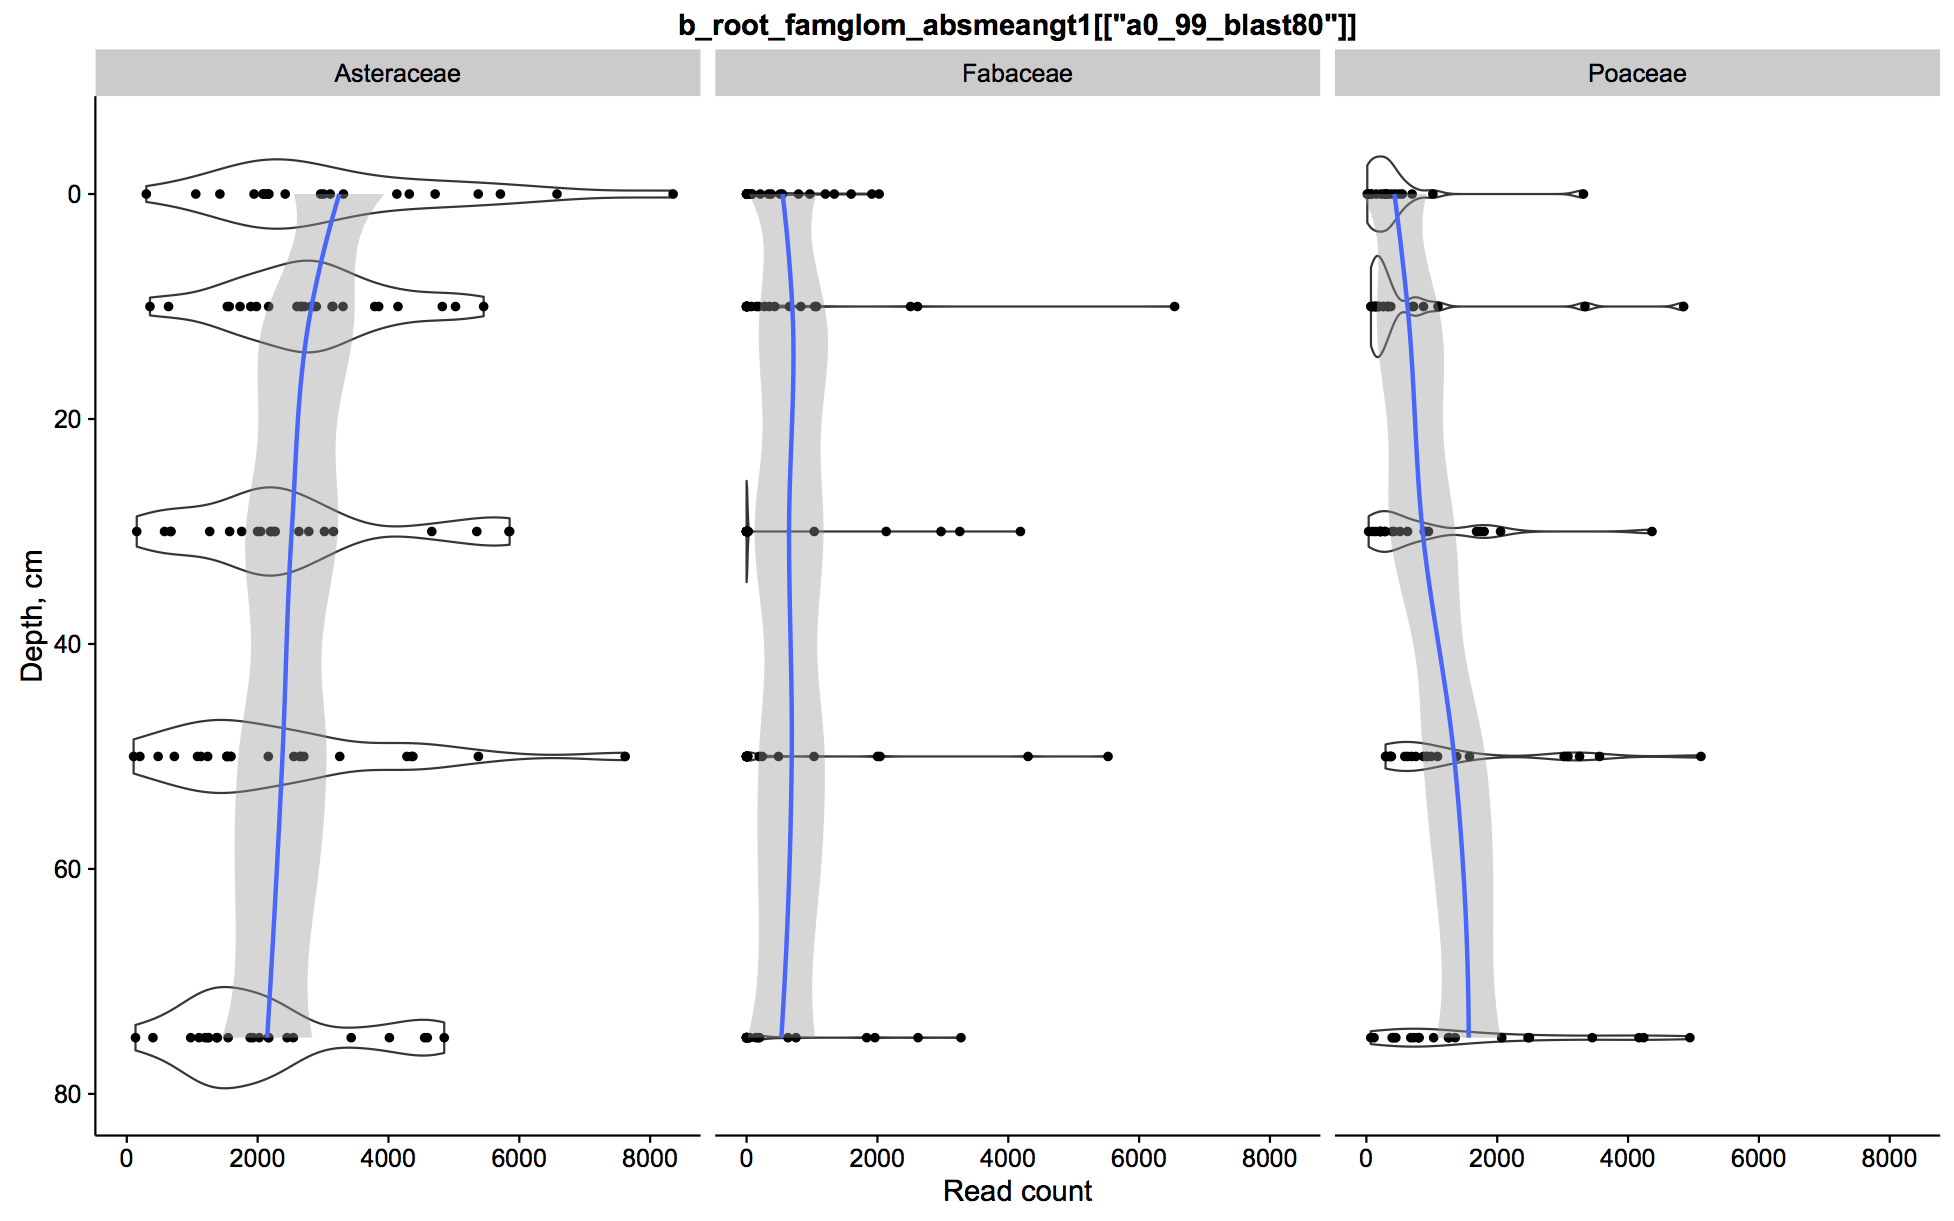 b_root_famglom_absmeangt1[["a0_99_blast80"]]
Asteraceae
Fabaceae
Poaceae
Depth, cm
0
20
40
60
80
0 2000 4000 6000 8000
0 2000 4000 6000 8000
0 2000 4000 6000 8000
Read count